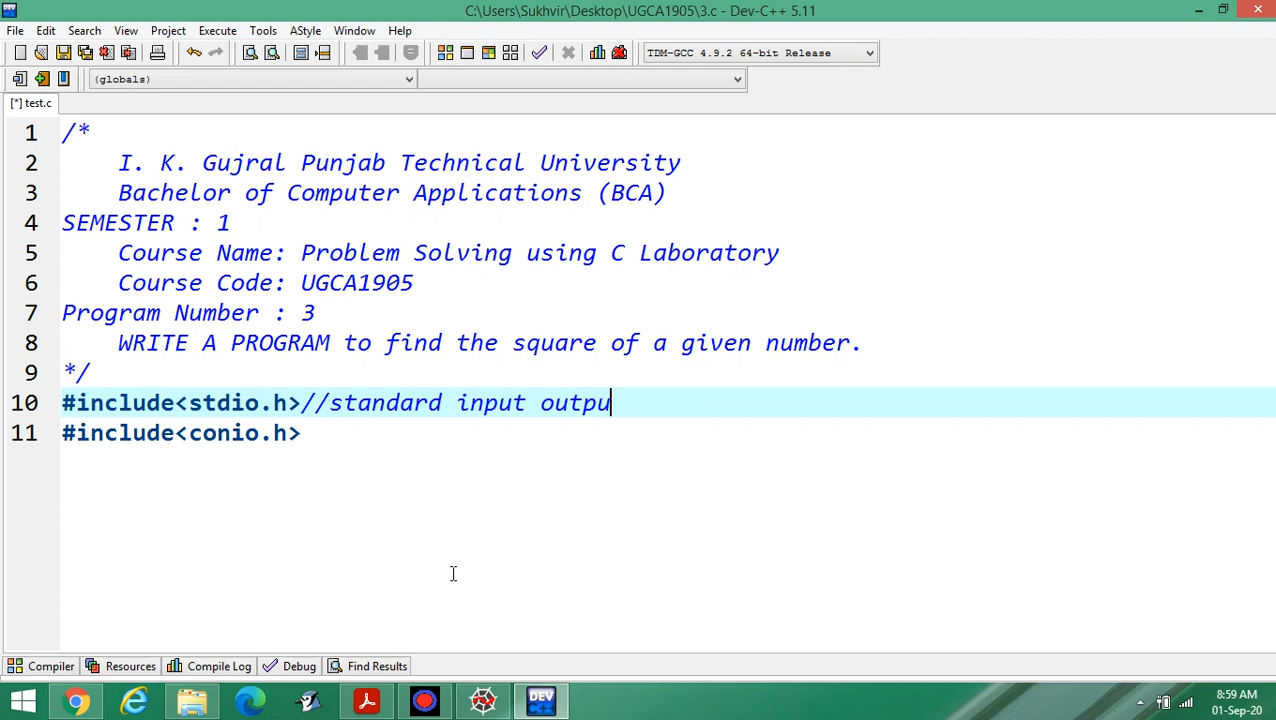 C:\Users\Sukhvir\Desktop\UGCA1905\3.c - Dev-C++ 5.11
File Edit Search View Project Execute Tools AStyle Window Help
TDM-GCC 4.9.2 64-bit Release
(globals)
[*] test.c
1 /*
2 I. K. Gujral Punjab Technical University
3 Bachelor of Computer Applications (BCA)
4 SEMESTER : 1
5 Course Name: Problem Solving using C Laboratory
6 Course Code: UGCA1905
7 Program Number : 3
8 WRITE A PROGRAM to find the square of a given number.
9 */
10 #include<stdio.h>//standard input outpu
11 #include<conio.h>
Compiler Resources Compile Log Debug Find Results
DEV
8:59 AM
01-Sep-20